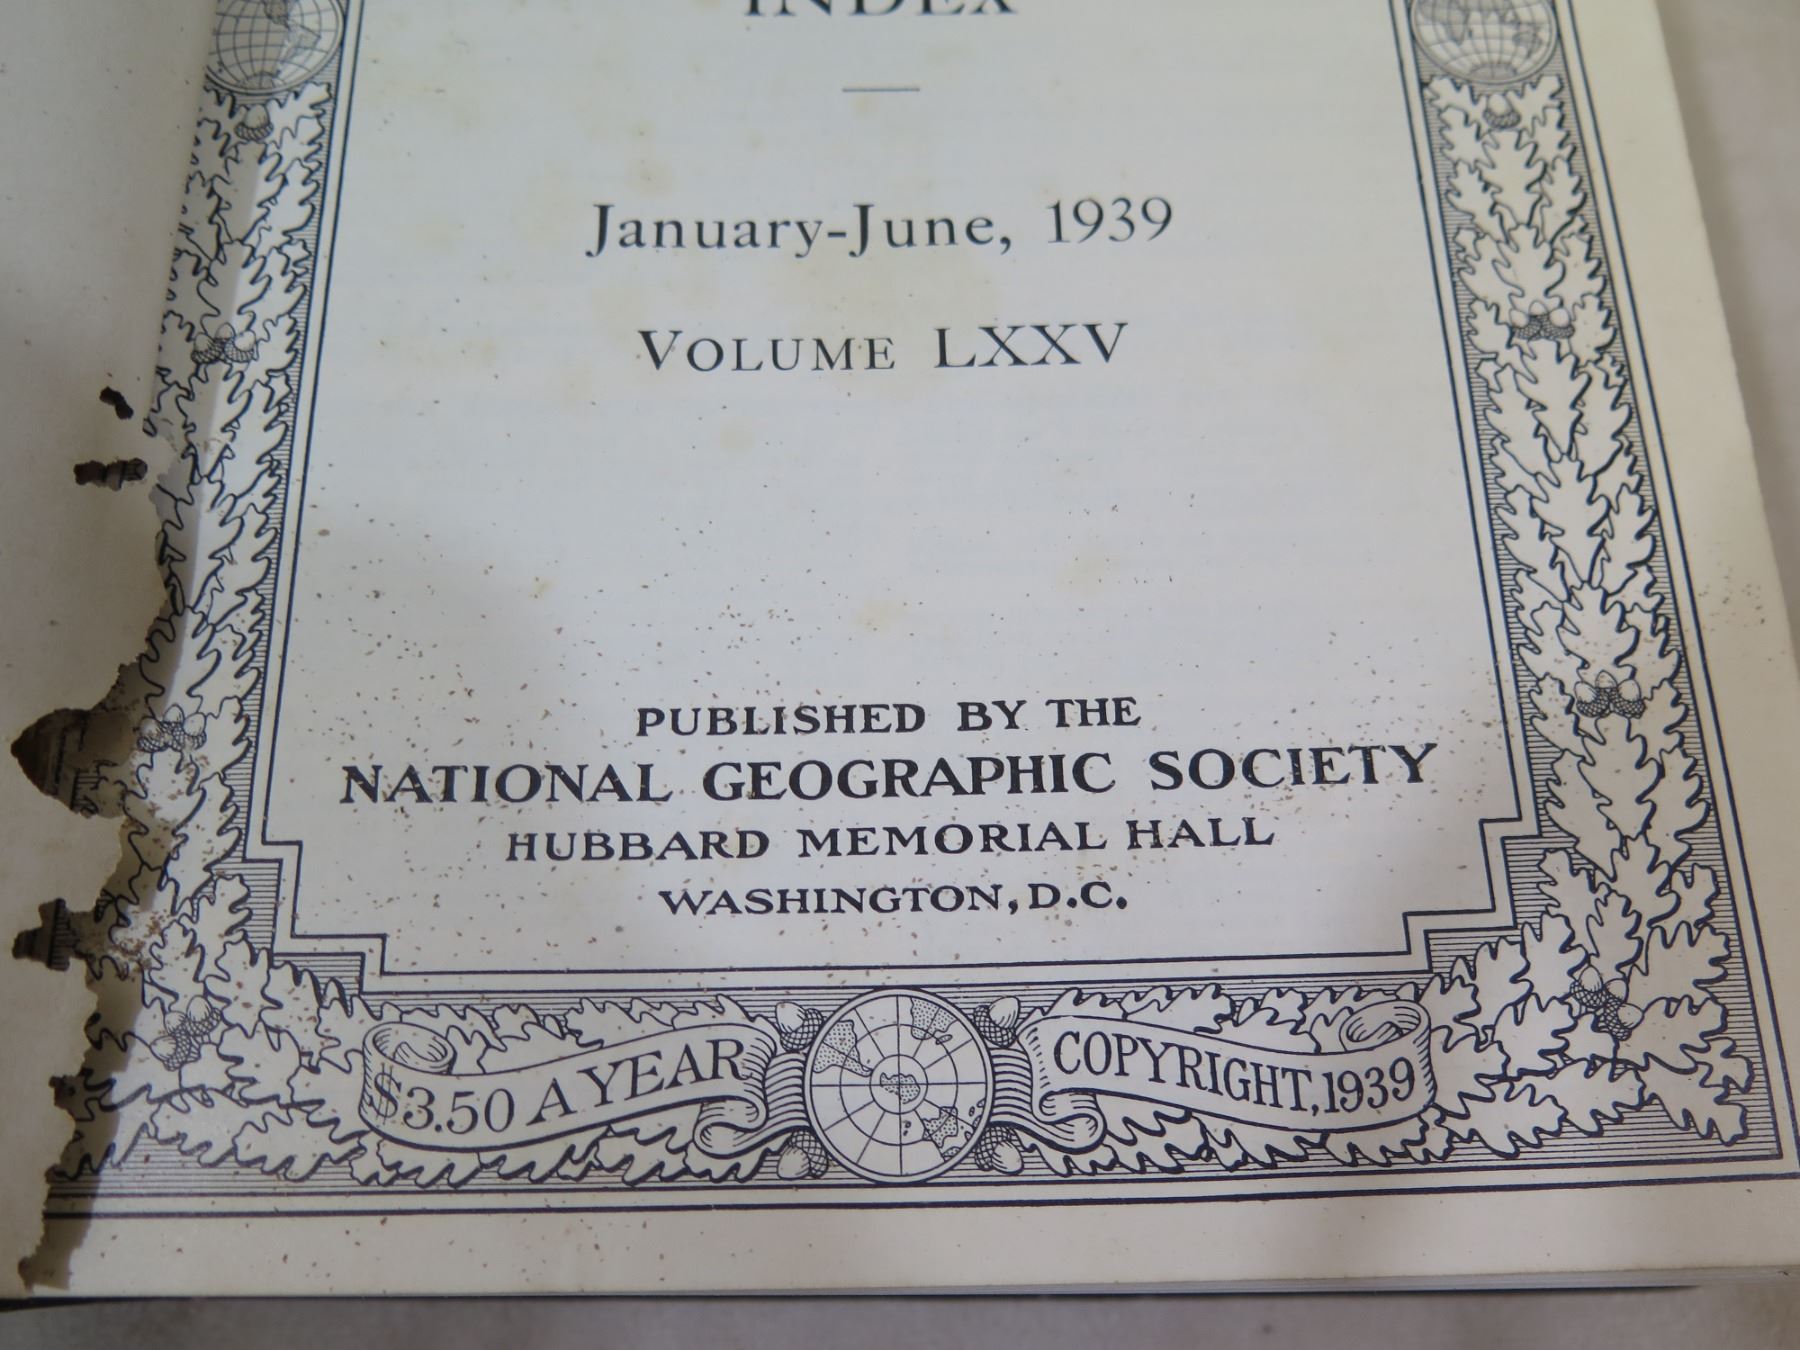 INDEX
January-June, 1939
VOLUME LXXV
PUBLISHED BY THE
NATIONAL GEOGRAPHIC SOCIETY
HUBBARD MEMORIAL HALL
WASHINGTON, D.C.
$3.50 A YEAR
COPYRIGHT, 1939